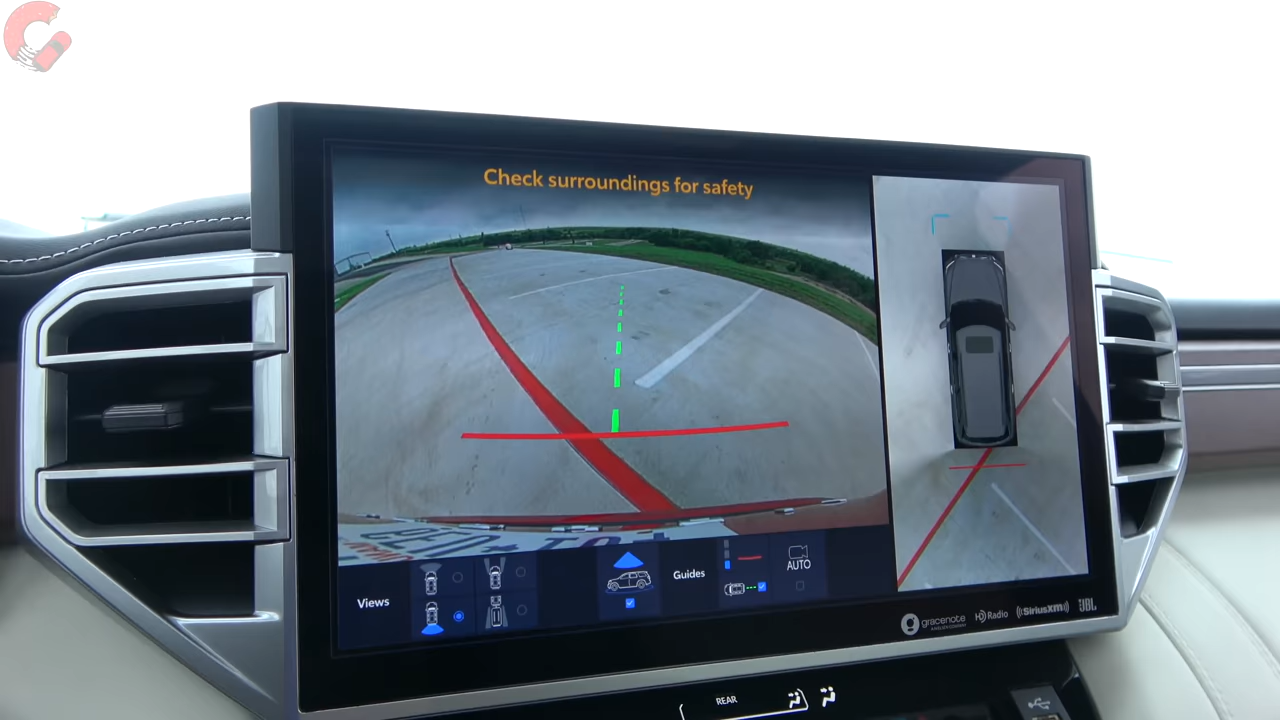 Check surroundings for safety
Views
Guides
AUTO
gracenote
HD Radio
((SiriusXM))
JBL
REAR